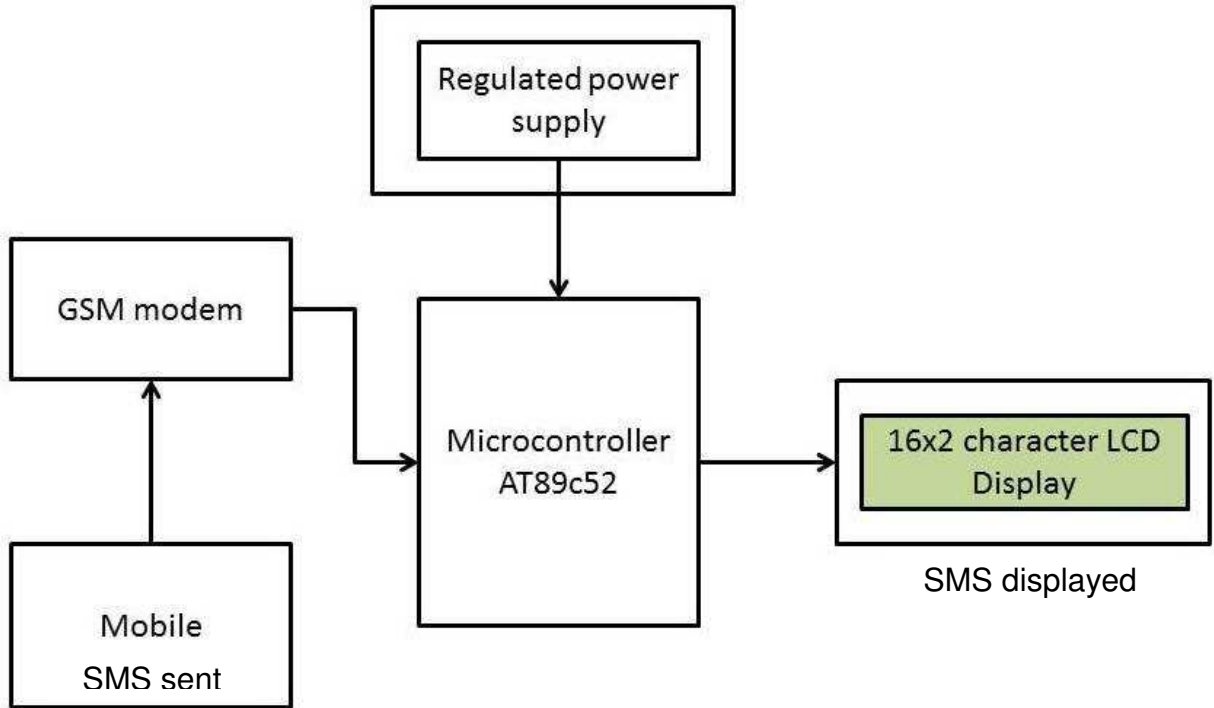 Regulated power
supply
GSM modem
Microcontroller
AT89c52
16x2 character LCD
Display
SMS displayed
Mobile
SMS sent